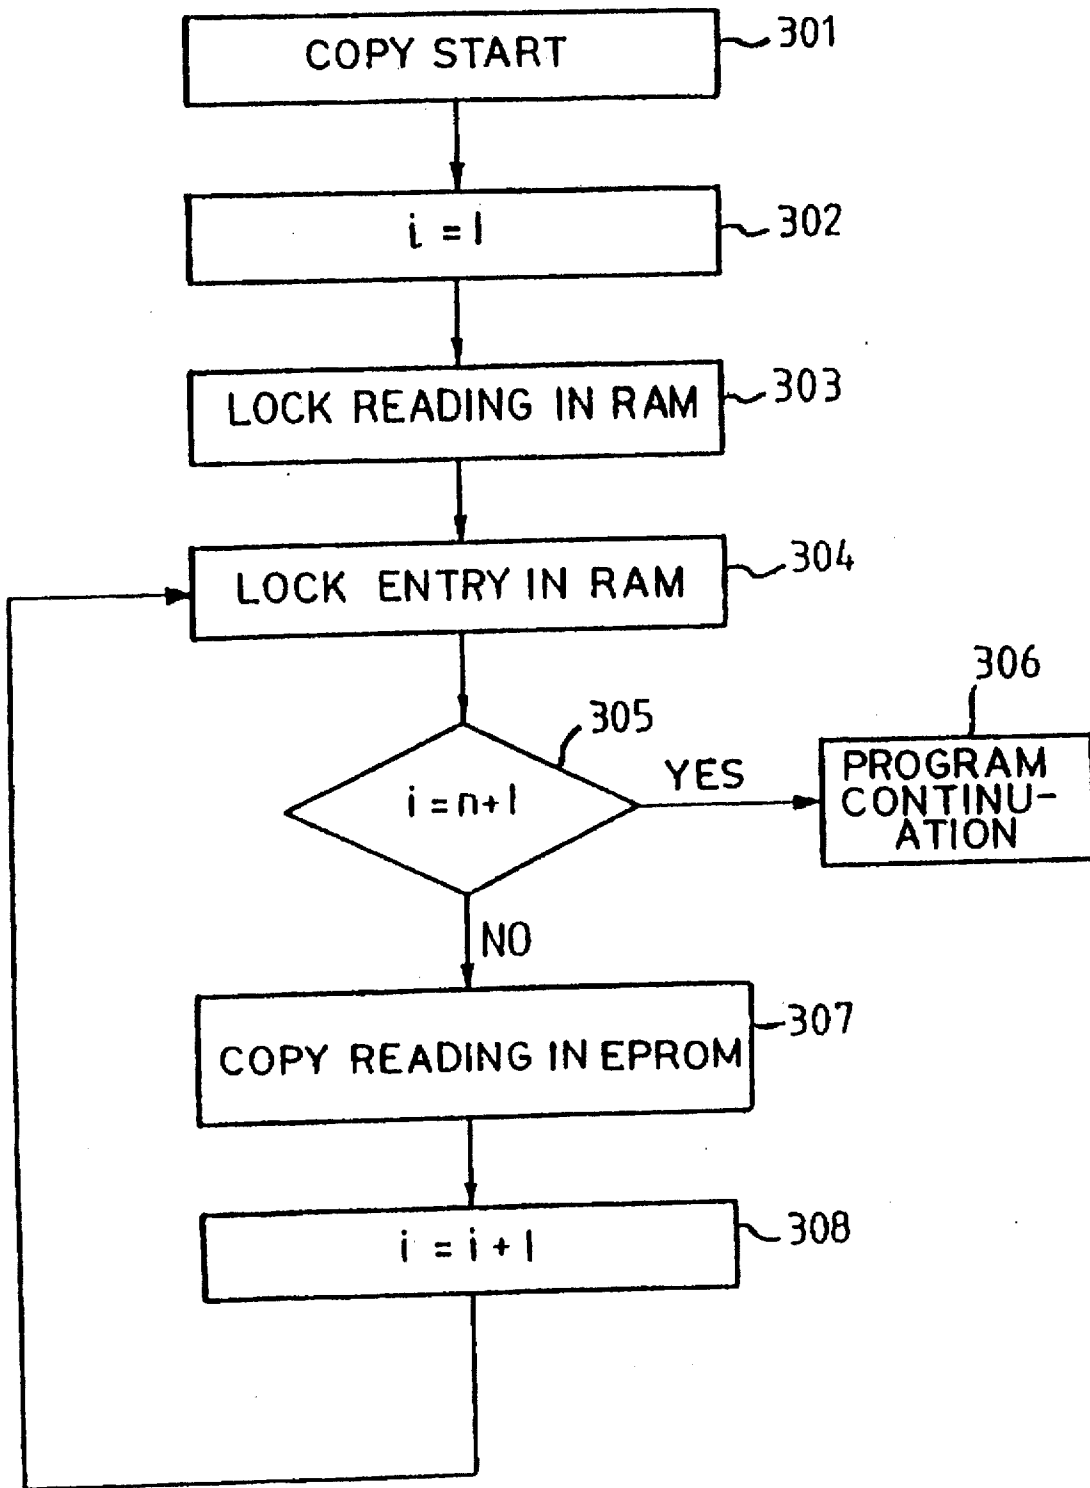 COPY START
301
i = 1
302
LOCK READING IN RAM
303
LOCK ENTRY IN RAM
304
i = n+1
305
YES
306
PROGRAM
CONTINU-
ATION
NO
COPY READING IN EPROM
307
i = i + 1
308